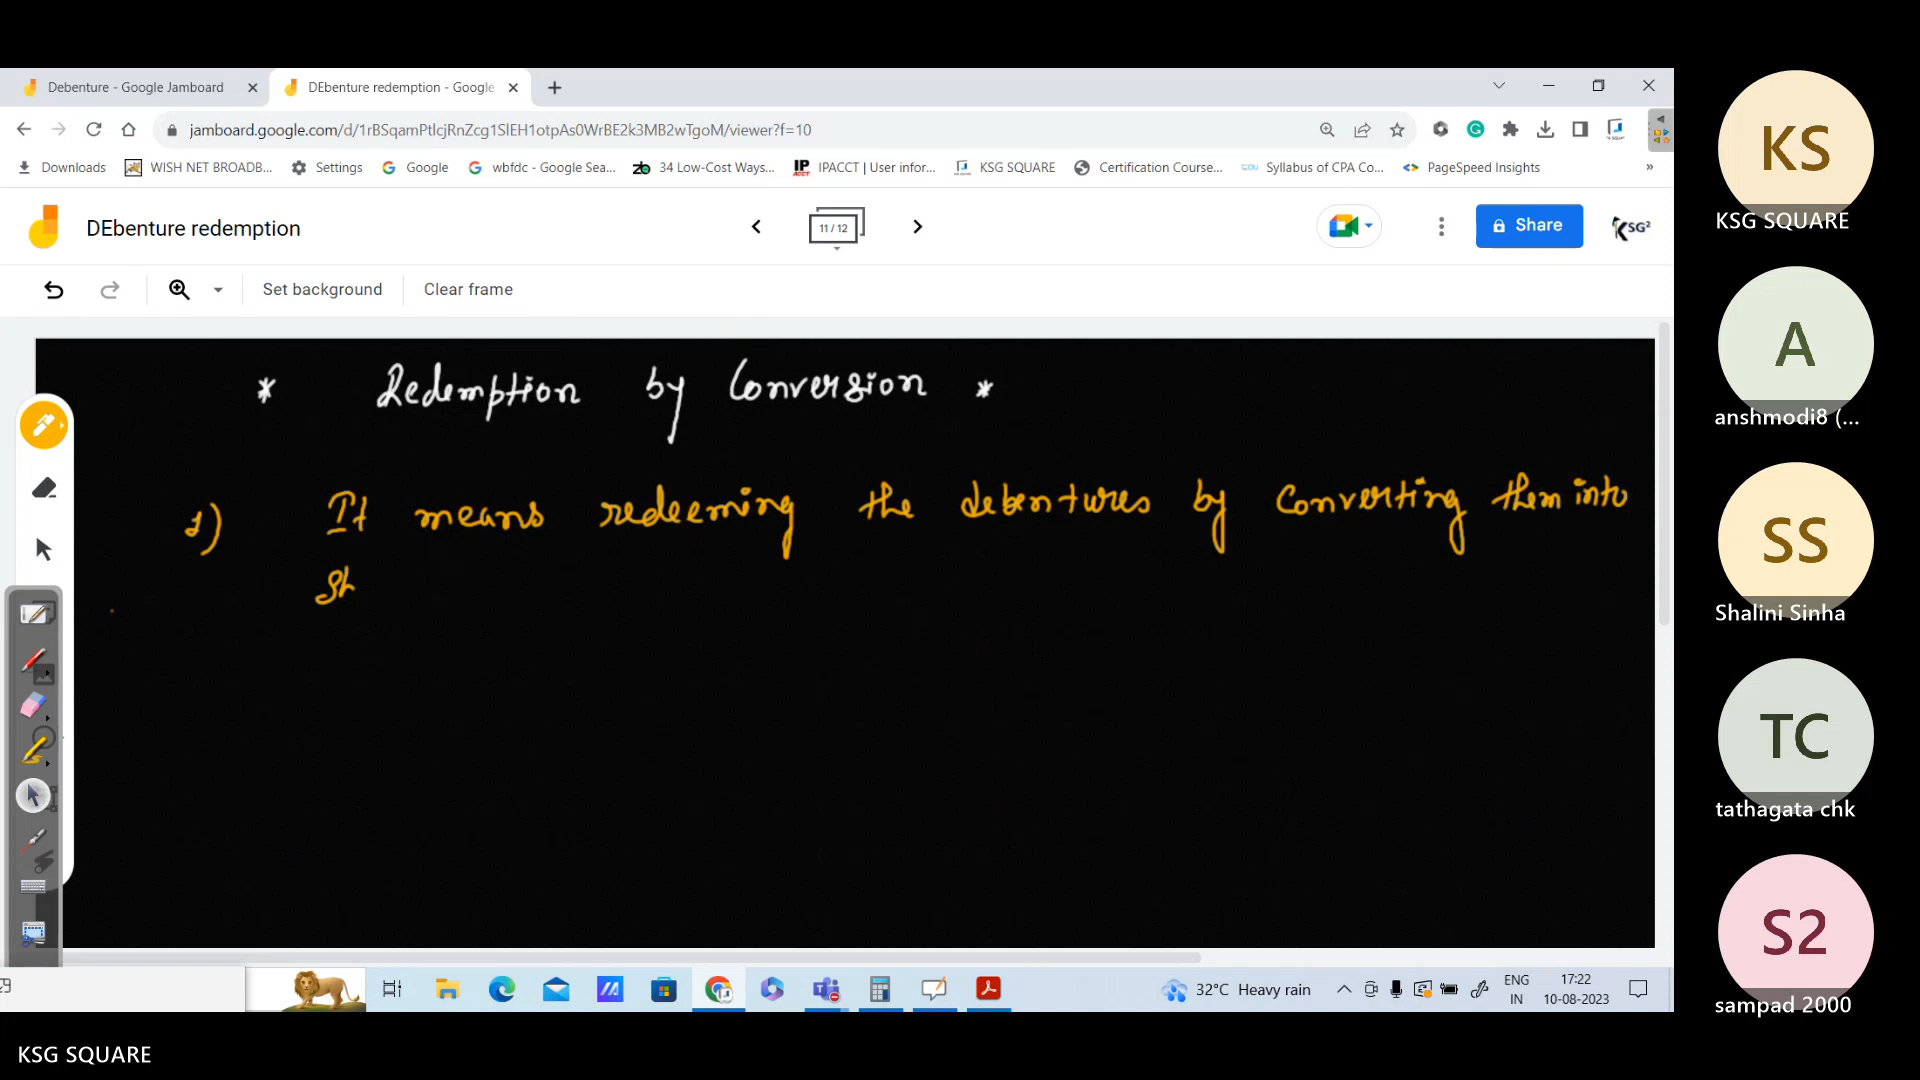 Debenture - Google Jamboard
DEbenture redemption - Google
jamboard.google.com/d/1rBSqamPtlcjRnZcg1SlEH1otpAs0WrBE2k3MB2wTgoM/viewer?f=10
Downloads WISH NET BROADB... Settings Google wbfdc - Google Sea... 34 Low-Cost Ways... IPACCT | User infor... KSG SQUARE Certification Course... Syllabus of CPA Co... PageSpeed Insights »
DEbenture redemption
11 / 12
Share
KSG²
Set background Clear frame
* Redemption by Conversion *
1) It means redeeming the debentures by Converting them into
Sh
32°C Heavy rain
ENG
IN
17:22
10-08-2023
KS
KSG SQUARE
A
anshmodi8 (...
SS
Shalini Sinha
TC
tathagata chk
S2
sampad 2000
KSG SQUARE